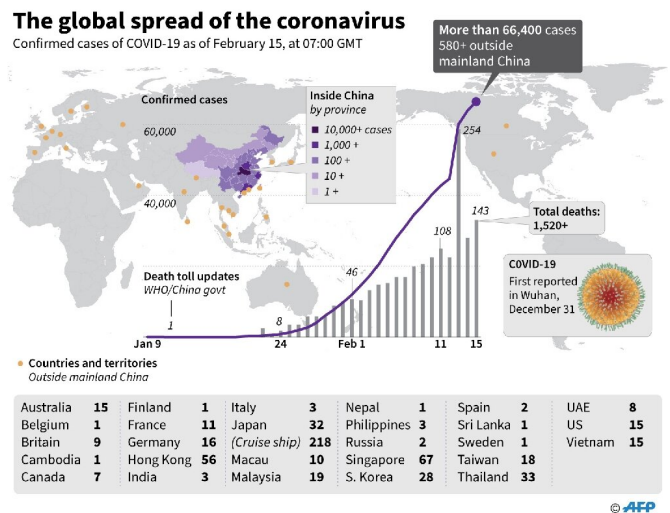 The global spread of the coronavirus
Confirmed cases of COVID-19 as of February 15, at 07:00 GMT
More than 66,400 cases
580+ outside
mainland China
Confirmed cases
60,000
40,000
Inside China
by province
10,000+ cases
1,000 +
100 +
10 +
1 +
254
143
108
46
8
1
Total deaths:
1,520+
Death toll updates
WHO/China govt
COVID-19
First reported
in Wuhan,
December 31
Jan 9
24
Feb 1
11
15
Countries and territories
Outside mainland China
Australia 15
Belgium 1
Britain 9
Cambodia 1
Canada 7
Finland 1
France 11
Germany 16
Hong Kong 56
India 3
Italy 3
Japan 32
(Cruise ship) 218
Macau 10
Malaysia 19
Nepal 1
Philippines 3
Russia 2
Singapore 67
S. Korea 28
Spain 2
Sri Lanka 1
Sweden 1
Taiwan 18
Thailand 33
UAE 8
US 15
Vietnam 15
© AFP